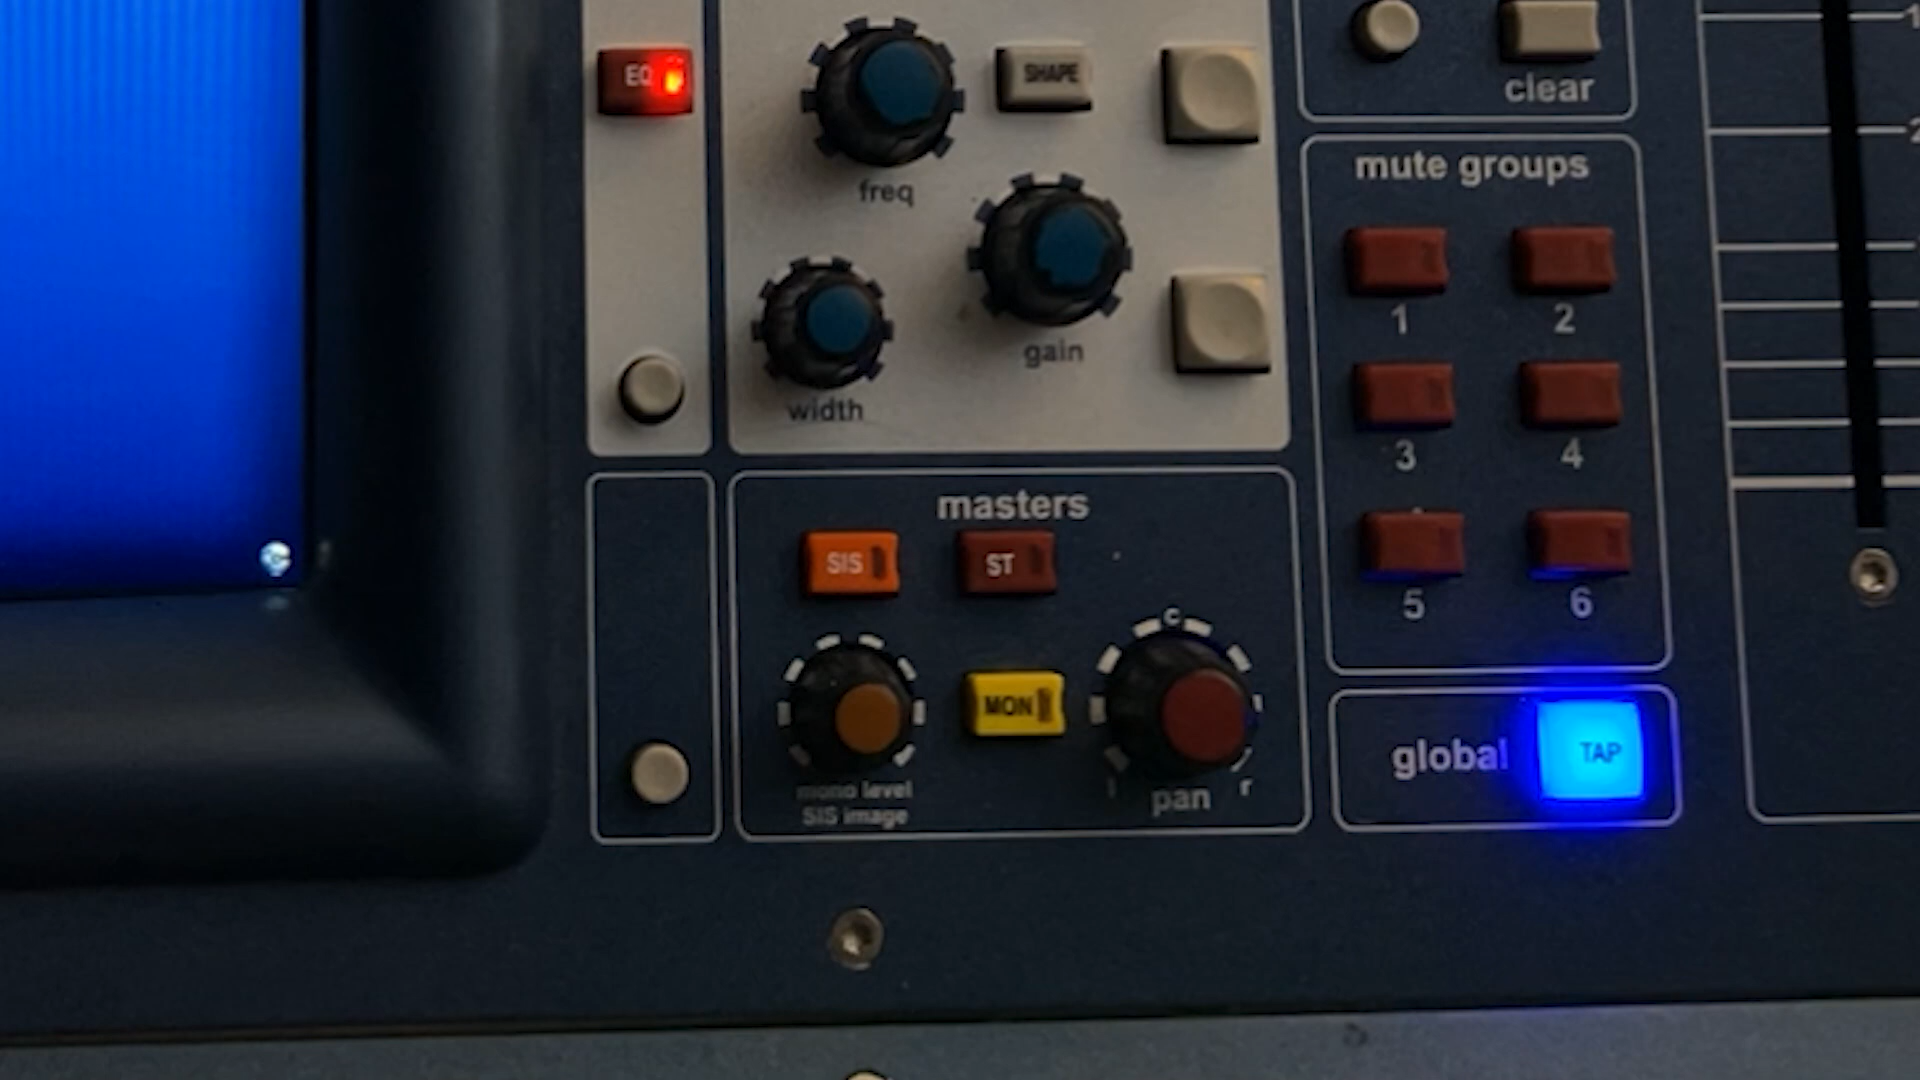 EQ
SHAPE
freq
gain
width
clear
mute groups
1 2
3 4
5 6
masters
SIS ST
C
MON
mono level
SIS image
l pan r
global TAP